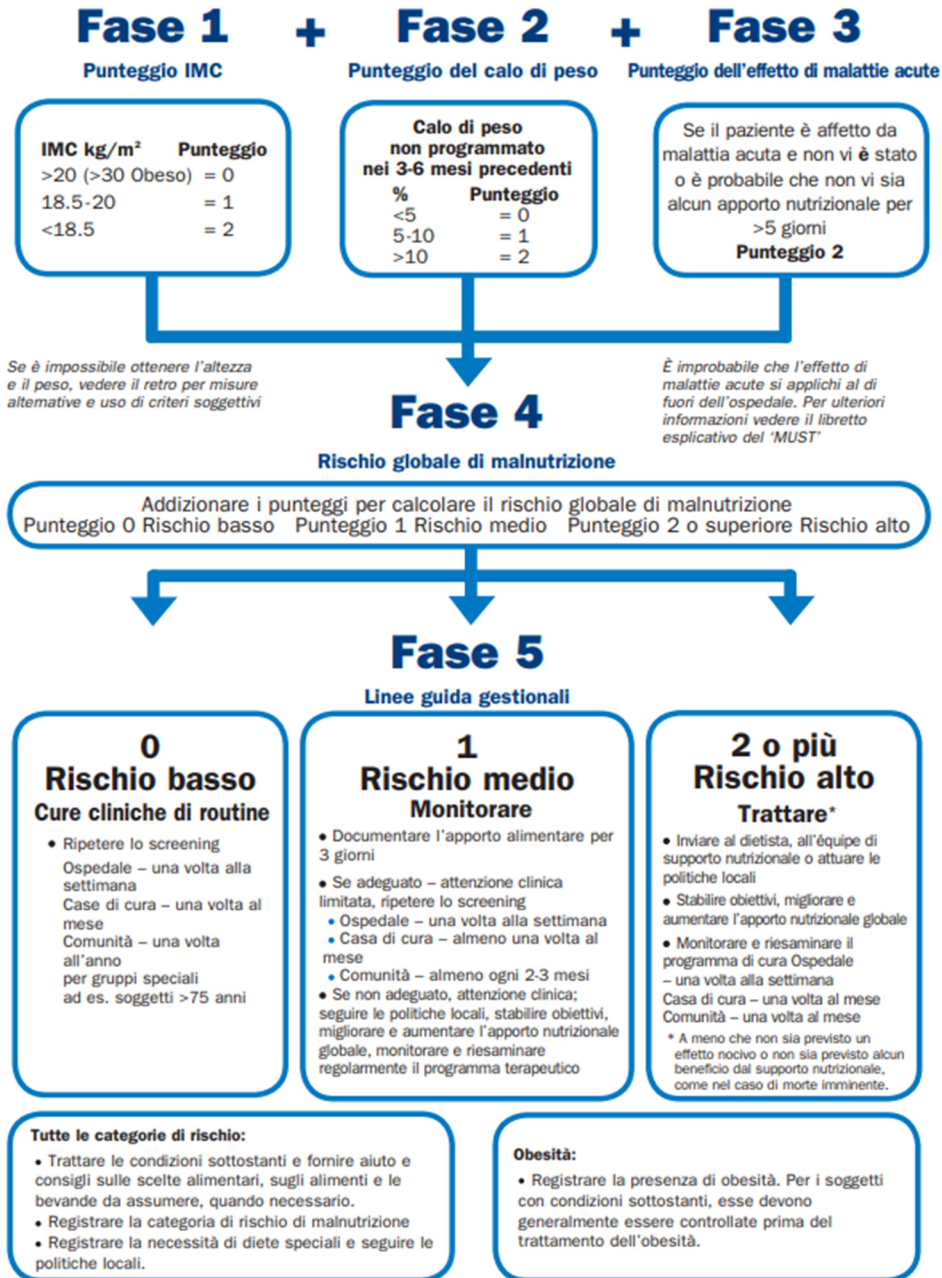 Fase 1 + Fase 2 + Fase 3
Punteggio IMC
Punteggio del calo di peso
Punteggio dell'effetto di malattie acute
IMC kg/m² Punteggio
>20 (>30 Obeso) = 0
18.5-20 = 1
<18.5 = 2
Calo di peso
non programmato
nei 3-6 mesi precedenti
% Punteggio
<5 = 0
5-10 = 1
>10 = 2
Se il paziente è affetto da
malattia acuta e non vi è stato
o è probabile che non vi sia
alcun apporto nutrizionale per
>5 giorni
Punteggio 2
Se è impossibile ottenere l'altezza
e il peso, vedere il retro per misure
alternative e uso di criteri soggettivi
È improbabile che l'effetto di
malattie acute si applichi al di
fuori dell'ospedale. Per ulteriori
informazioni vedere il libretto
esplicativo del 'MUST'
Fase 4
Rischio globale di malnutrizione
Addizionare i punteggi per calcolare il rischio globale di malnutrizione
Punteggio 0 Rischio basso Punteggio 1 Rischio medio Punteggio 2 o superiore Rischio alto
Fase 5
Linee guida gestionali
0
Rischio basso
Cure cliniche di routine
• Ripetere lo screening
Ospedale – una volta alla
settimana
Case di cura – una volta al
mese
Comunità – una volta
all'anno
per gruppi speciali
ad es. soggetti >75 anni
1
Rischio medio
Monitorare
• Documentare l'apporto alimentare per
3 giorni
• Se adeguato – attenzione clinica
limitata, ripetere lo screening
• Ospedale – una volta alla settimana
• Casa di cura – almeno una volta al
mese
• Comunità – almeno ogni 2-3 mesi
• Se non adeguato, attenzione clinica;
seguire le politiche locali, stabilire obiettivi,
migliorare e aumentare l'apporto nutrizionale
globale, monitorare e riesaminare
regolarmente il programma terapeutico
2 o più
Rischio alto
Trattare*
• Inviare al dietista, all'équipe di
supporto nutrizionale o attuare le
politiche locali
• Stabilire obiettivi, migliorare e
aumentare l'apporto nutrizionale globale
• Monitorare e riesaminare il
programma di cura Ospedale
– una volta alla settimana
Casa di cura – una volta al mese
Comunità – una volta al mese
* A meno che non sia previsto un
effetto nocivo o non sia previsto alcun
beneficio dal supporto nutrizionale,
come nel caso di morte imminente.
Tutte le categorie di rischio:
• Trattare le condizioni sottostanti e fornire aiuto e
consigli sulle scelte alimentari, sugli alimenti e le
bevande da assumere, quando necessario.
• Registrare la categoria di rischio di malnutrizione
• Registrare la necessità di diete speciali e seguire le
politiche locali.
Obesità:
• Registrare la presenza di obesità. Per i soggetti
con condizioni sottostanti, esse devono
generalmente essere controllate prima del
trattamento dell'obesità.